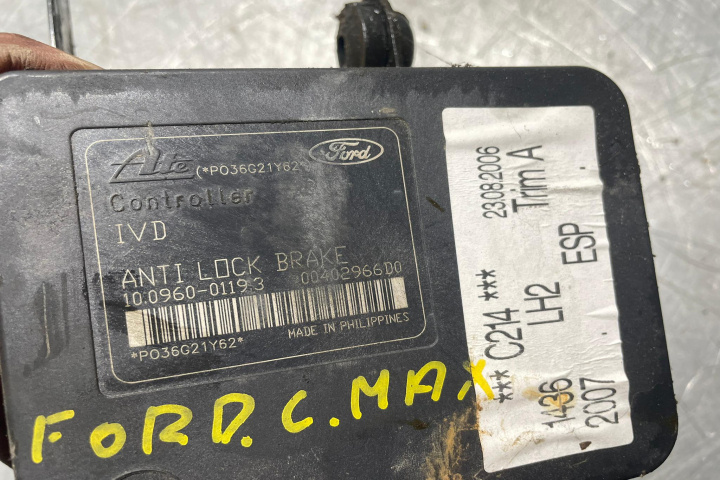 Ate (*PO36G21Y62* Ford
Controller
IVD
ANTI LOCK BRAKE
10.0960-0119.3 00402966D0
MADE IN PHILIPPINES
*PO36G21Y62*
23082006 Trim A
*** C214 *** LH2 ESP
1436 2007
FORD. C. MAX